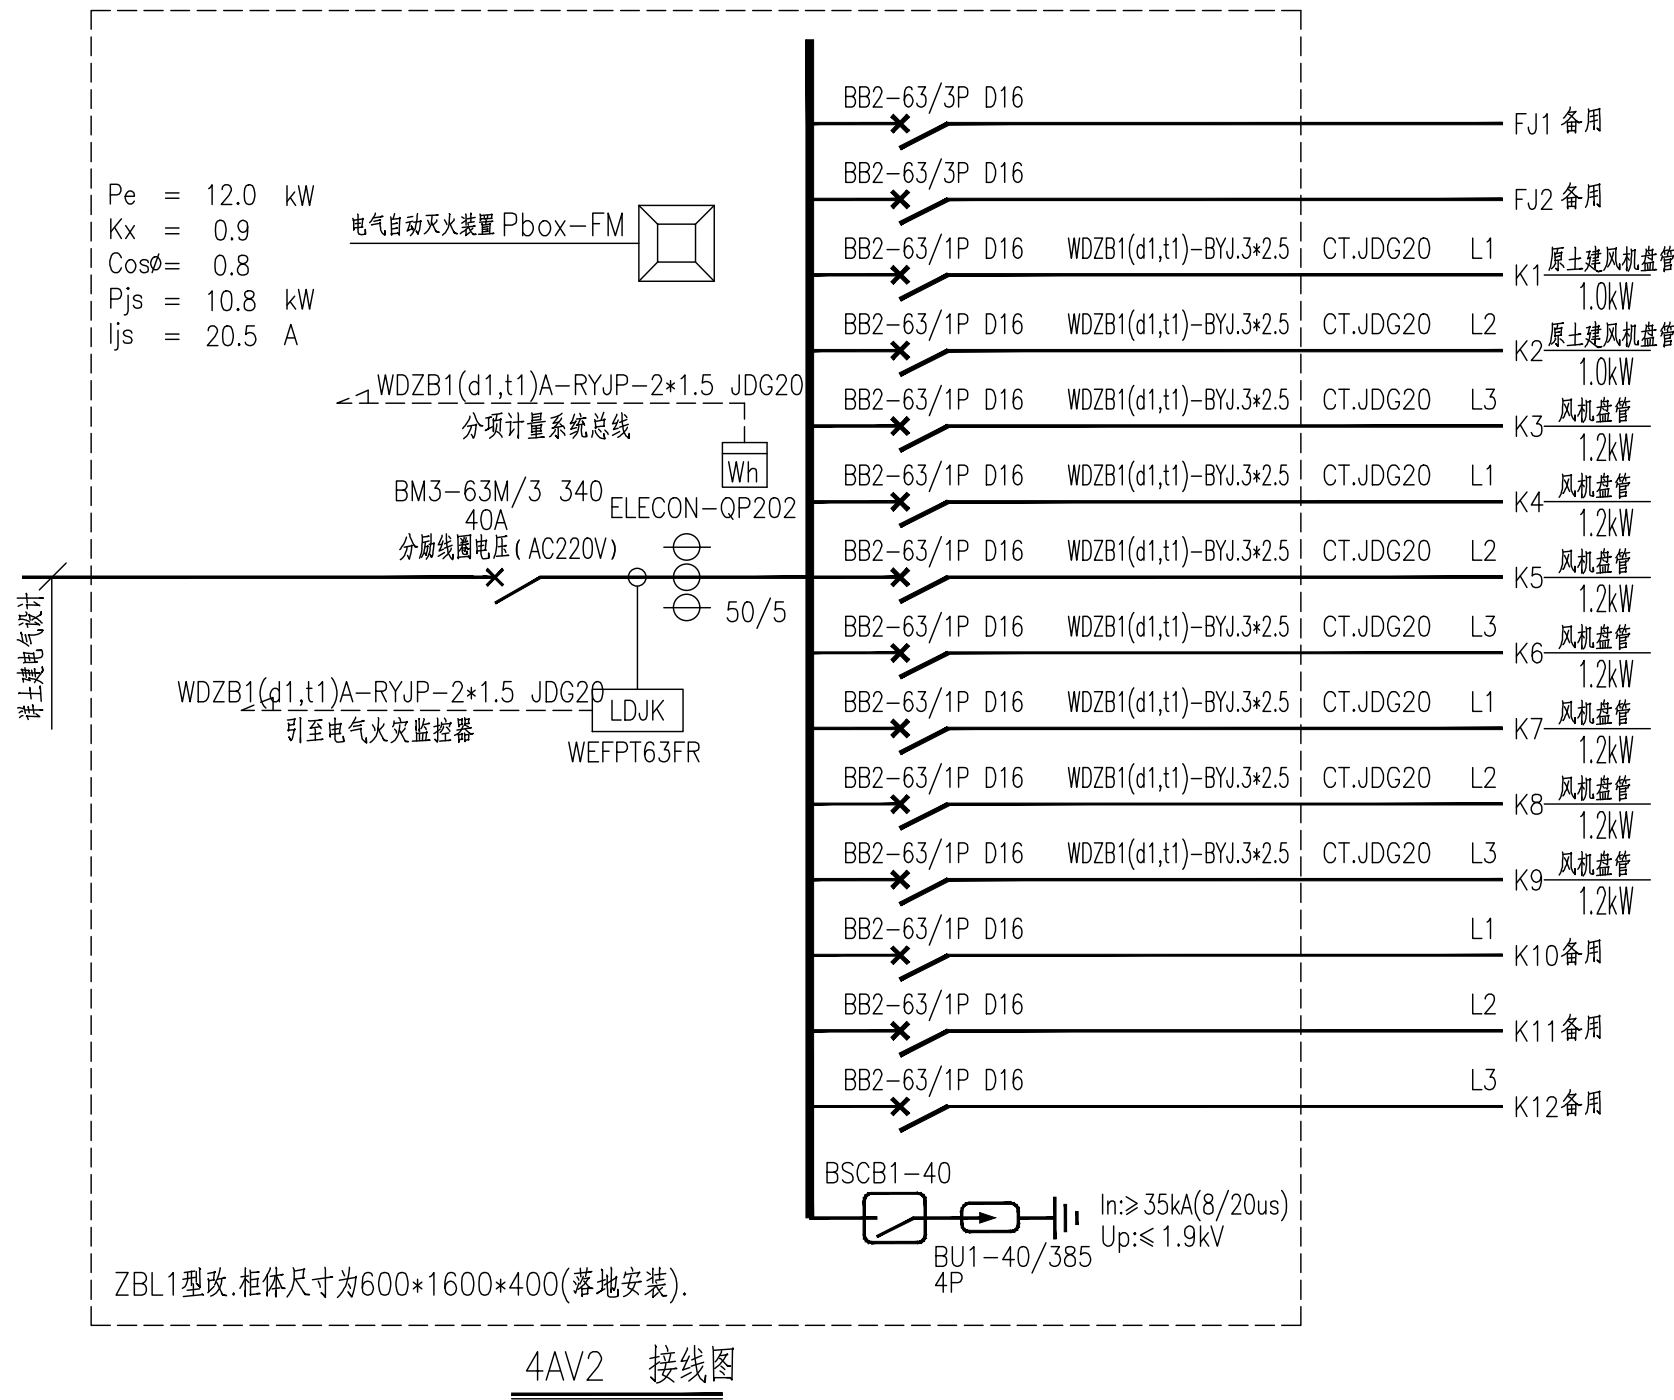 Pe = 12.0 kW
Kx = 0.9
CosØ= 0.8
Pjs = 10.8 kW
Ijs = 20.5 A
电气自动灭火装置 Pbox-FM
WDZB1(d1,t1)A-RYJP-2*1.5 JDG20
分项计量系统总线
Wh
ELECON-QP202
BM3-63M/3 340
40A
分励线圈电压(AC220V)
50/5
详土建电气设计
WDZB1(d1,t1)A-RYJP-2*1.5 JDG20
引至电气火灾监控器
LDJK
WEFPT63FR
BB2-63/3P D16
FJ1 备用
BB2-63/3P D16
FJ2 备用
BB2-63/1P D16 WDZB1(d1,t1)-BYJ.3*2.5 CT.JDG20 L1
K1 原土建风机盘管
1.0kW
BB2-63/1P D16 WDZB1(d1,t1)-BYJ.3*2.5 CT.JDG20 L2
K2 原土建风机盘管
1.0kW
BB2-63/1P D16 WDZB1(d1,t1)-BYJ.3*2.5 CT.JDG20 L3
K3 风机盘管
1.2kW
BB2-63/1P D16 WDZB1(d1,t1)-BYJ.3*2.5 CT.JDG20 L1
K4 风机盘管
1.2kW
BB2-63/1P D16 WDZB1(d1,t1)-BYJ.3*2.5 CT.JDG20 L2
K5 风机盘管
1.2kW
BB2-63/1P D16 WDZB1(d1,t1)-BYJ.3*2.5 CT.JDG20 L3
K6 风机盘管
1.2kW
BB2-63/1P D16 WDZB1(d1,t1)-BYJ.3*2.5 CT.JDG20 L1
K7 风机盘管
1.2kW
BB2-63/1P D16 WDZB1(d1,t1)-BYJ.3*2.5 CT.JDG20 L2
K8 风机盘管
1.2kW
BB2-63/1P D16 WDZB1(d1,t1)-BYJ.3*2.5 CT.JDG20 L3
K9 风机盘管
1.2kW
BB2-63/1P D16 L1
K10备用
BB2-63/1P D16 L2
K11备用
BB2-63/1P D16 L3
K12备用
BSCB1-40
In:≥35kA(8/20us)
Up:≤1.9kV
BU1-40/385
4P
ZBL1型改.柜体尺寸为600*1600*400(落地安装).
4AV2 接线图